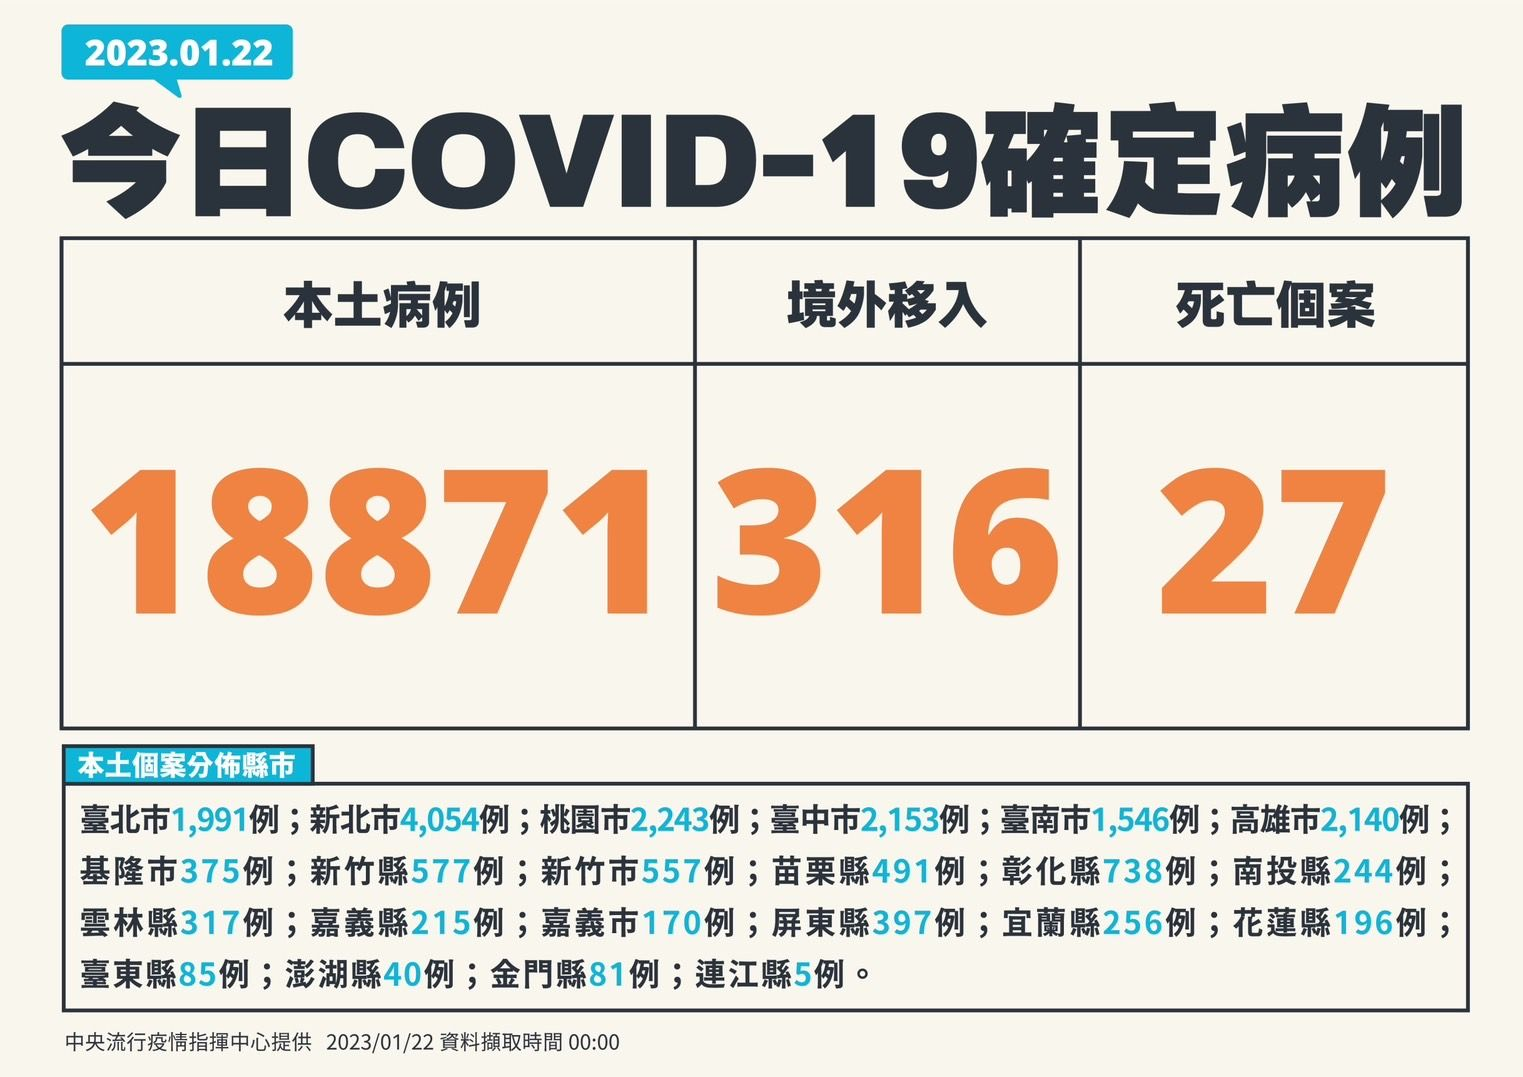 2023.01.22
今日COVID-19確定病例
本土病例 境外移入 死亡個案
18871 316 27
本土個案分佈縣市
臺北市1,991例；新北市4,054例；桃園市2,243例；臺中市2,153例；臺南市1,546例；高雄市2,140例；
基隆市375例；新竹縣577例；新竹市557例；苗栗縣491例；彰化縣738例；南投縣244例；
雲林縣317例；嘉義縣215例；嘉義市170例；屏東縣397例；宜蘭縣256例；花蓮縣196例；
臺東縣85例；澎湖縣40例；金門縣81例；連江縣5例。
中央流行疫情指揮中心提供 2023/01/22 資料擷取時間 00:00